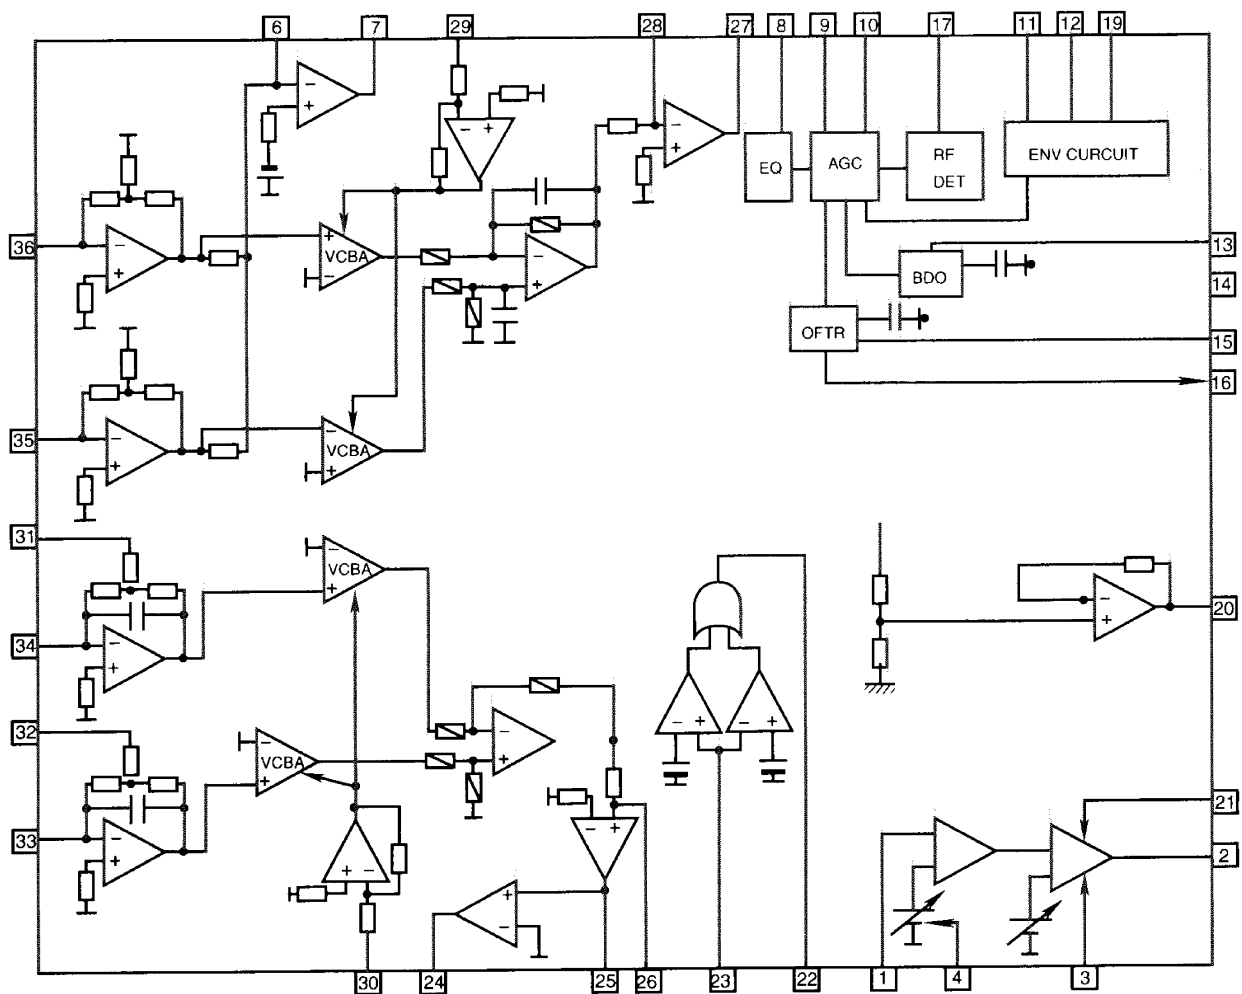 6 7 29 28 27 8 9 10 17 11 12 19
− +
− +
− +
EQ AGC RF DET ENV CURCUIT
36 − + + VCBA − − + 13
BDO
14
OFTR
15
16
35 − + − VCBA +
31
− VCBA +
34 − + − + 20
32
− + − +
− VCBA + − +
33 − + − +
21
2
+ −
+ −
30 24 25 26 23 22 1 4 3